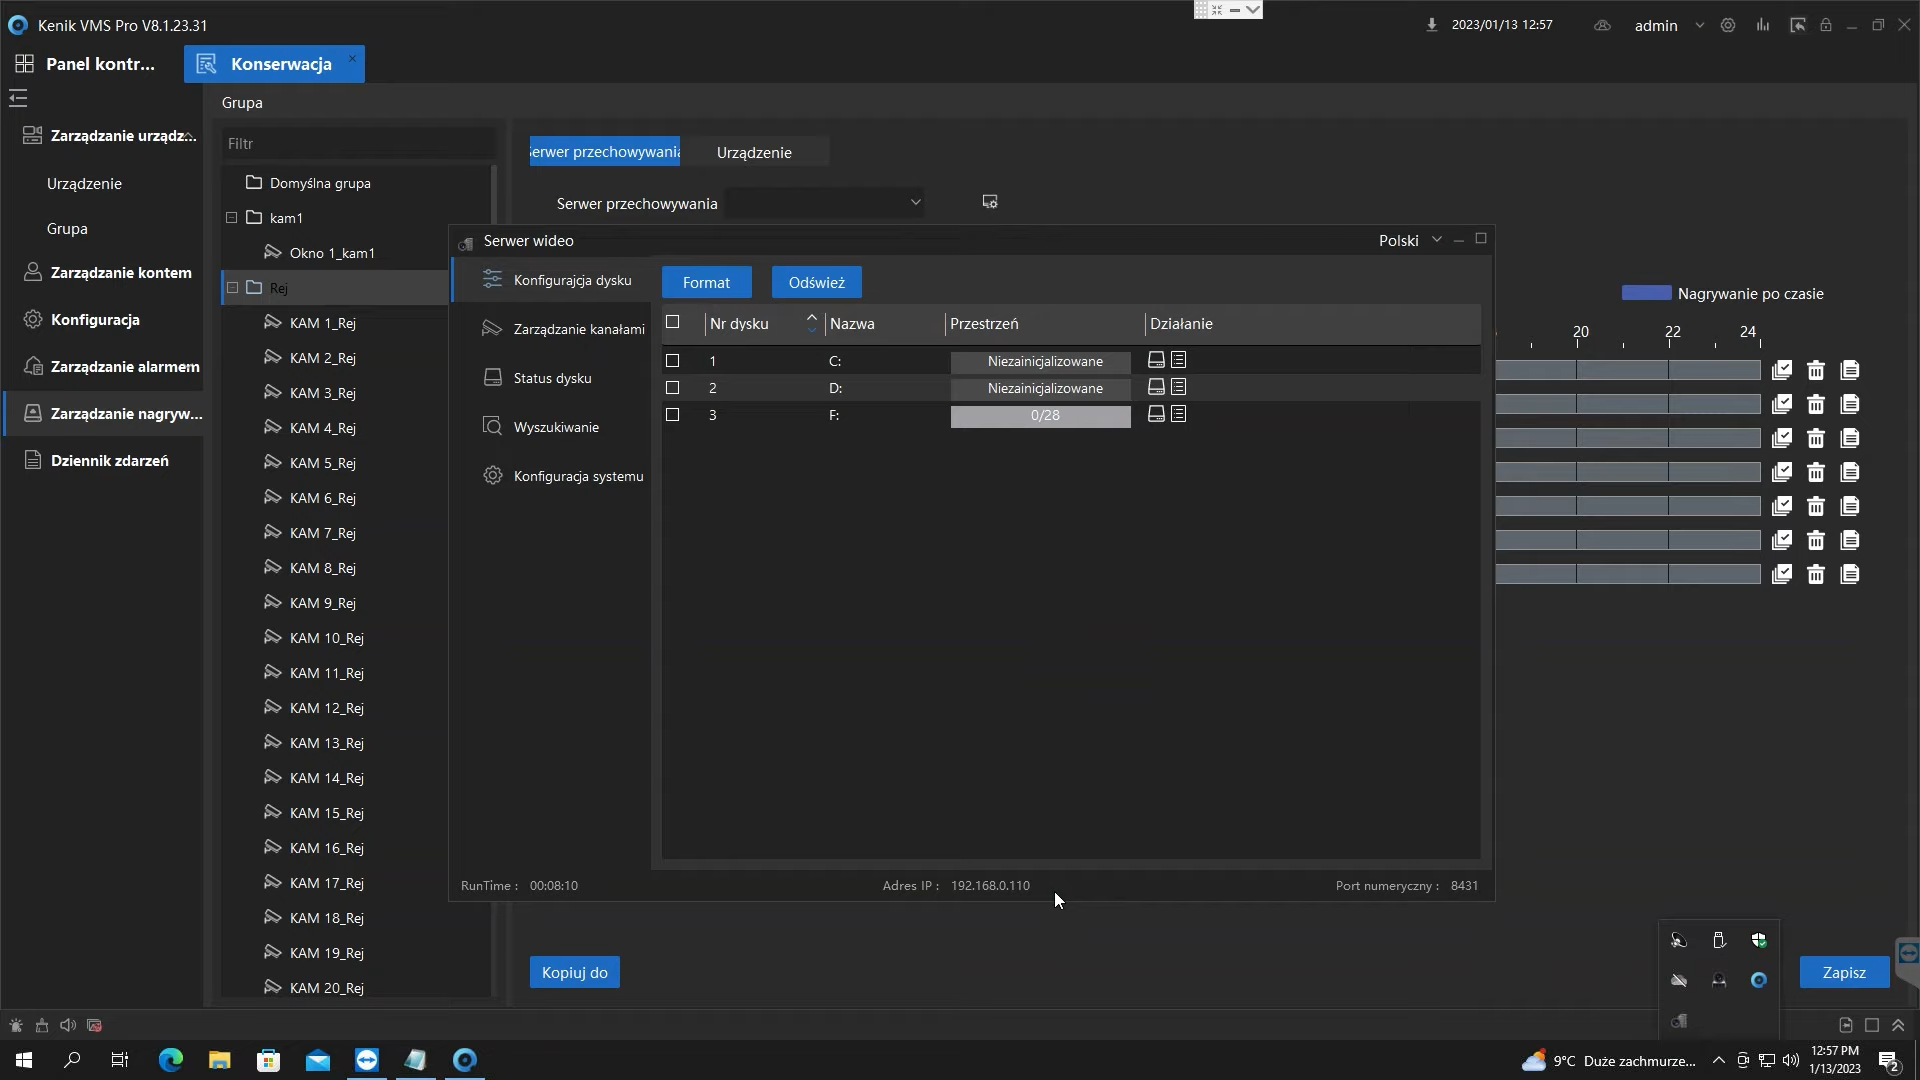 Kenik VMS Pro V8.1.23.31
2023/01/13 12:57
admin
Panel kontr...
Konserwacja
Grupa
Zarządzanie urządz...
Urządzenie
Grupa
Zarządzanie kontem
Konfiguracja
Zarządzanie alarmem
Zarządzanie nagryw...
Dziennik zdarzeń
Filtr
Domyślna grupa
kam1
Okno 1_kam1
Rej
KAM 1_Rej
KAM 2_Rej
KAM 3_Rej
KAM 4_Rej
KAM 5_Rej
KAM 6_Rej
KAM 7_Rej
KAM 8_Rej
KAM 9_Rej
KAM 10_Rej
KAM 11_Rej
KAM 12_Rej
KAM 13_Rej
KAM 14_Rej
KAM 15_Rej
KAM 16_Rej
KAM 17_Rej
KAM 18_Rej
KAM 19_Rej
KAM 20_Rej
Serwer przechowywania
Urządzenie
Serwer przechowywania
Serwer wideo
Polski
Konfigurajcja dysku
Zarządzanie kanałami
Status dysku
Wyszukiwanie
Konfiguracja systemu
Format
Odśwież
Nr dysku Nazwa Przestrzeń Działanie
1 C: Niezainicjalizowane
2 D: Niezainicjalizowane
3 F: 0/28
RunTime : 00:08:10
Adres IP : 192.168.0.110
Port numeryczny : 8431
Nagrywanie po czasie
20 22 24
Kopiuj do
Zapisz
9°C Duże zachmurze...
12:57 PM
1/13/2023
2